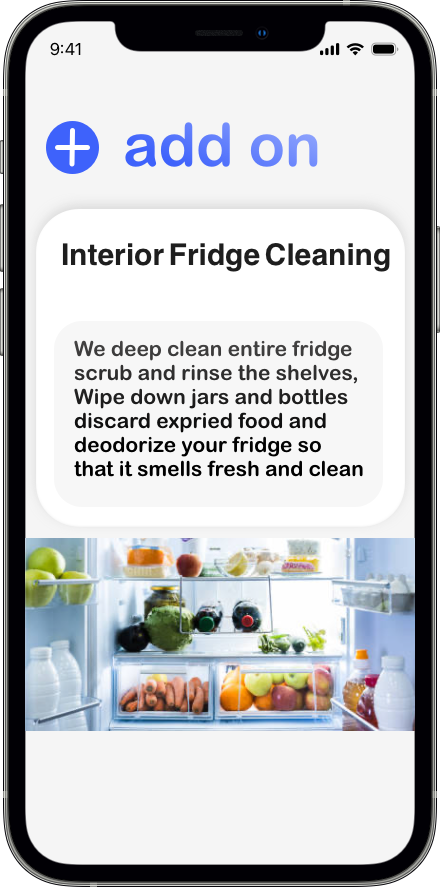 9:41
add on
Interior Fridge Cleaning
We deep clean entire fridge
scrub and rinse the shelves,
Wipe down jars and bottles
discard expried food and
deodorize your fridge so
that it smells fresh and clean